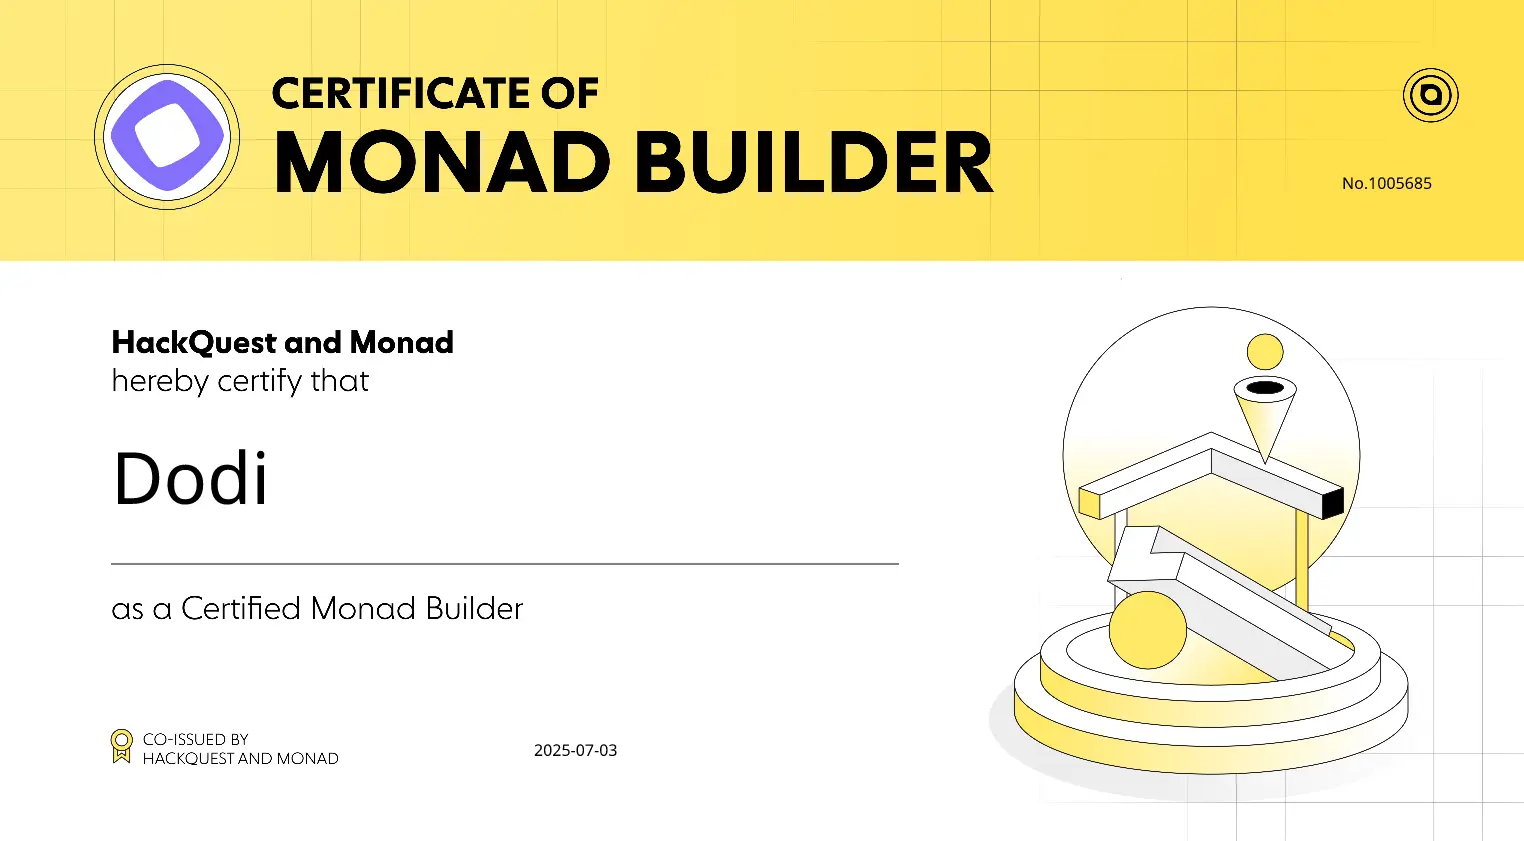 CERTIFICATE OF
MONAD BUILDER
No.1005685
HackQuest and Monad
hereby certify that
Dodi
as a Certified Monad Builder
CO-ISSUED BY
HACKQUEST AND MONAD
2025-07-03